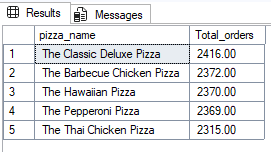 Results Messages
pizza_name Total_orders
1 The Classic Deluxe Pizza 2416.00
2 The Barbecue Chicken Pizza 2372.00
3 The Hawaiian Pizza 2370.00
4 The Pepperoni Pizza 2369.00
5 The Thai Chicken Pizza 2315.00